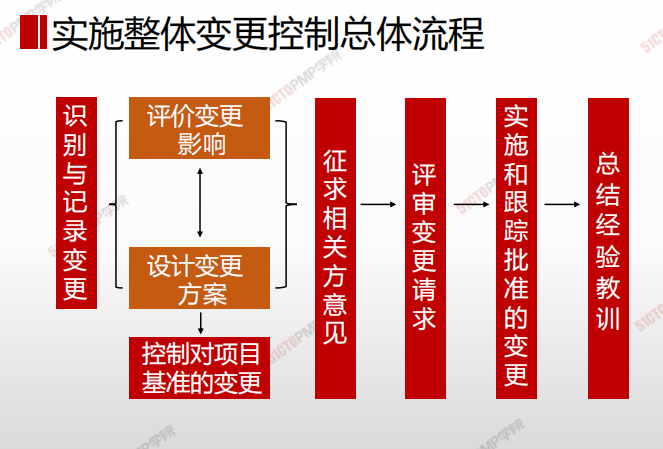 实施整体变更控制总体流程
识别与记录变更
评价变更
影响
设计变更
方案
控制对项目
基准的变更
征求相关方意见
评审变更请求
实施和跟踪批准的变更
总结经验教训
51CTOPMP学院